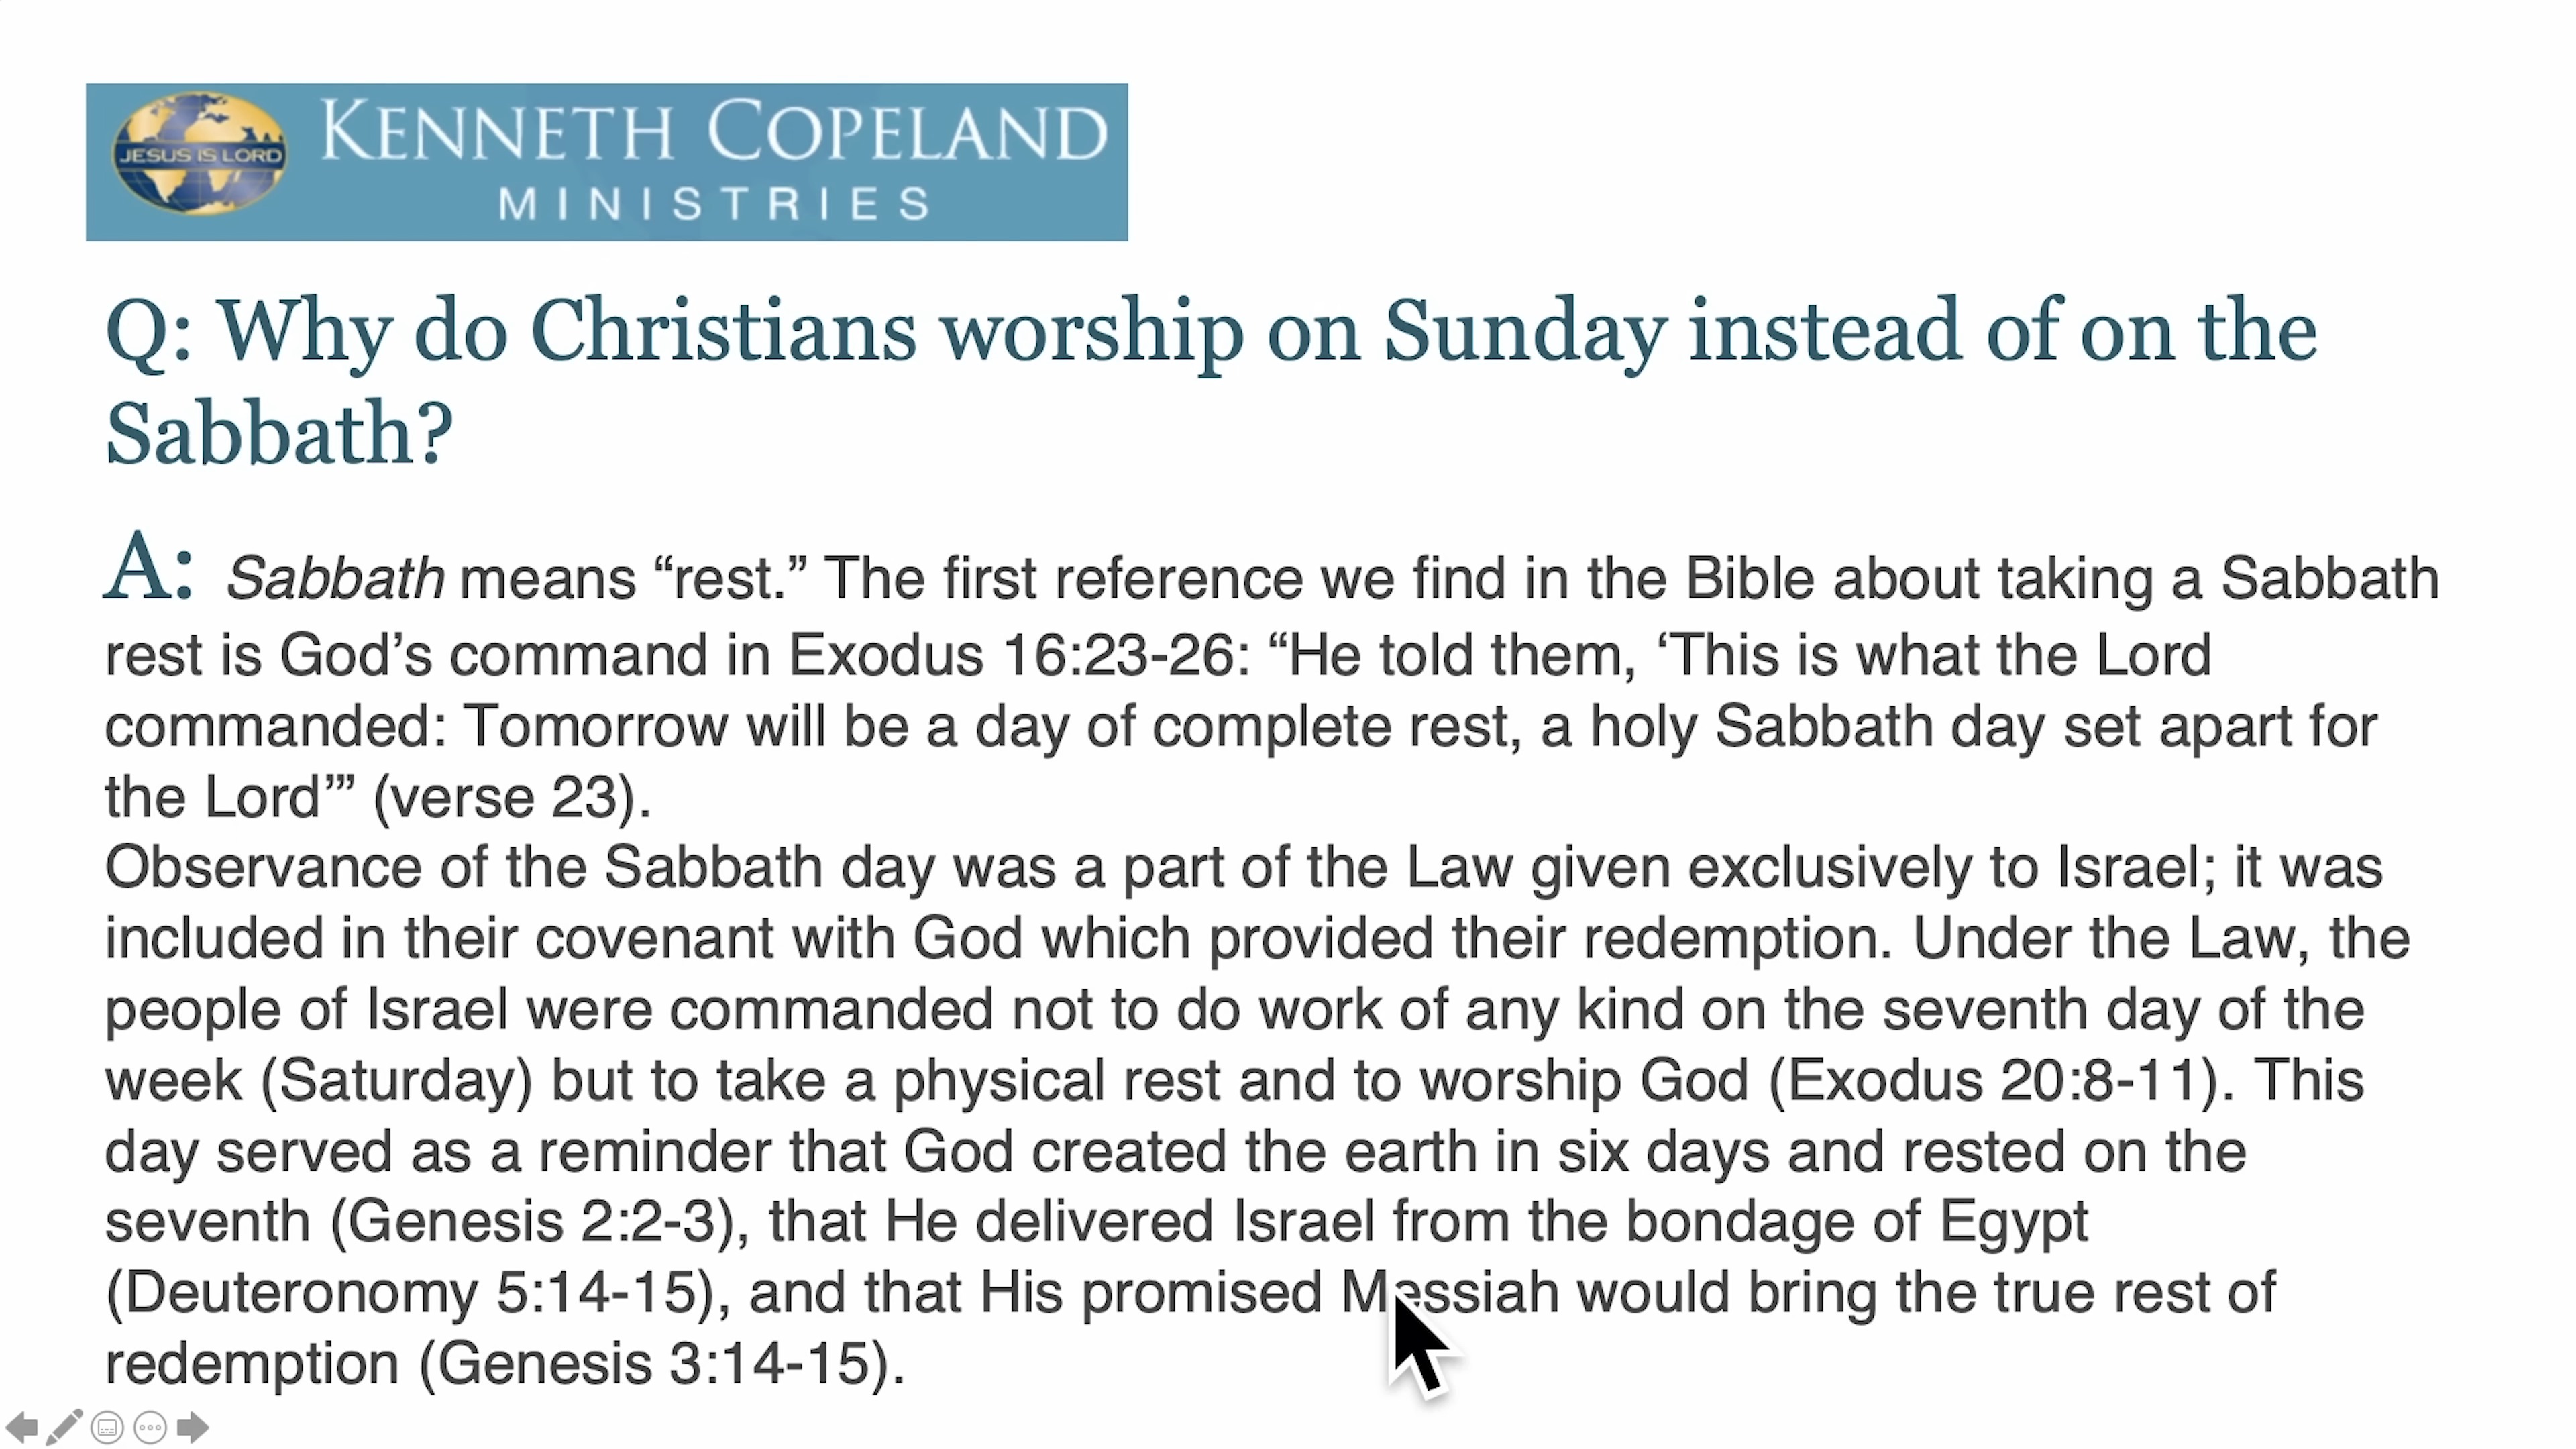 JESUS IS LORD
KENNETH COPELAND
MINISTRIES
Q: Why do Christians worship on Sunday instead of on the
Sabbath?
A: Sabbath means “rest.” The first reference we find in the Bible about taking a Sabbath
rest is God’s command in Exodus 16:23-26: “He told them, ‘This is what the Lord
commanded: Tomorrow will be a day of complete rest, a holy Sabbath day set apart for
the Lord’” (verse 23).
Observance of the Sabbath day was a part of the Law given exclusively to Israel; it was
included in their covenant with God which provided their redemption. Under the Law, the
people of Israel were commanded not to do work of any kind on the seventh day of the
week (Saturday) but to take a physical rest and to worship God (Exodus 20:8-11). This
day served as a reminder that God created the earth in six days and rested on the
seventh (Genesis 2:2-3), that He delivered Israel from the bondage of Egypt
(Deuteronomy 5:14-15), and that His promised Messiah would bring the true rest of
redemption (Genesis 3:14-15).